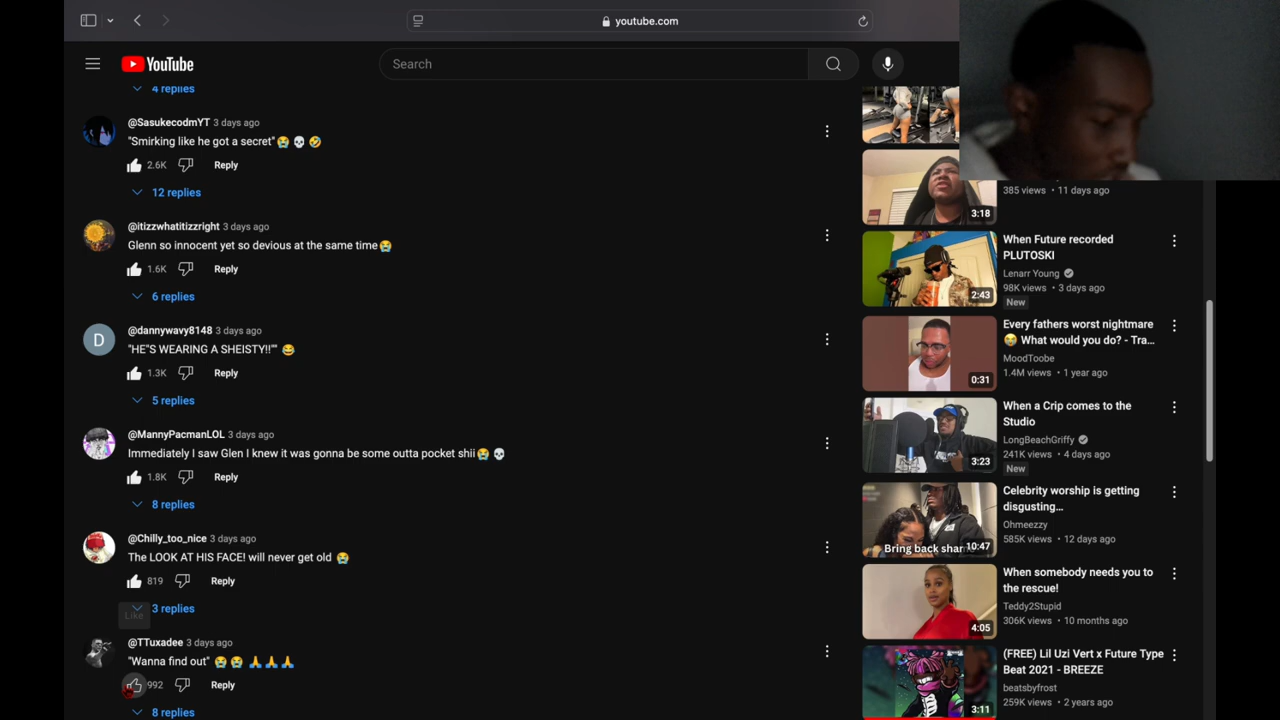 youtube.com
YouTube
Search
4 replies
@SasukecodmYT 3 days ago
"Smirking like he got a secret"😭💀🤣
2.6K Reply
12 replies
@itizzwhatitizzright 3 days ago
Glenn so innocent yet so devious at the same time😭
1.6K Reply
6 replies
@dannywavy8148 3 days ago
"HE"S WEARING A SHEISTY!!"" 😂
1.3K Reply
5 replies
@MannyPacmanLOL 3 days ago
Immediately I saw Glen I knew it was gonna be some outta pocket shii😭💀
1.8K Reply
8 replies
@Chilly_too_nice 3 days ago
The LOOK AT HIS FACE! will never get old 😭
819 Reply
Like
3 replies
@TTuxadee 3 days ago
"Wanna find out" 😭😭🙏🙏🙏
992 Reply
8 replies
385 views • 11 days ago
3:18
When Future recorded
PLUTOSKI
Lenarr Young
98K views • 3 days ago
New
2:43
Every fathers worst nightmare
😭 What would you do? - Tra...
MoodToobe
1.4M views • 1 year ago
0:31
When a Crip comes to the
Studio
LongBeachGriffy
241K views • 4 days ago
New
3:23
Celebrity worship is getting
disgusting...
Ohmeezzy
585K views • 12 days ago
Bring back shar
10:47
When somebody needs you to
the rescue!
Teddy2Stupid
306K views • 10 months ago
4:05
(FREE) Lil Uzi Vert x Future Type
Beat 2021 - BREEZE
beatsbyfrost
259K views • 2 years ago
3:11
D